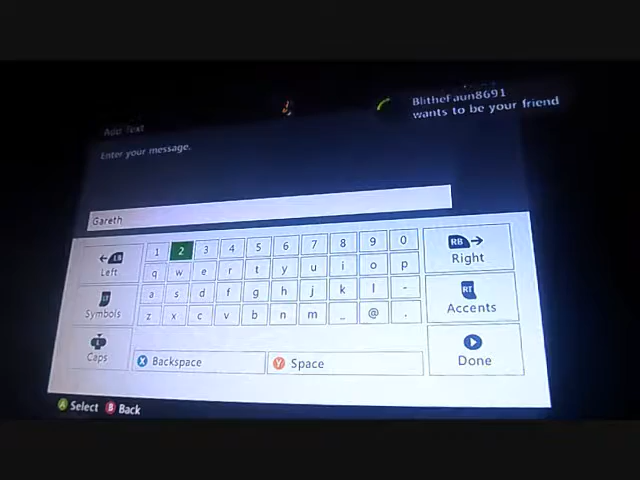 BlitheFaun8691
wants to be your friend
Add Text
Enter your message.
Gareth
LB
Left
1 2 3 4 5 6 7 8 9 0
RB
Right
q w e r t y u i o p
a s d f g h j k l -
LT
Symbols
RT
Accents
z x c v b n m _ @ .
L
Caps
X Backspace
Y Space
Done
A Select B Back